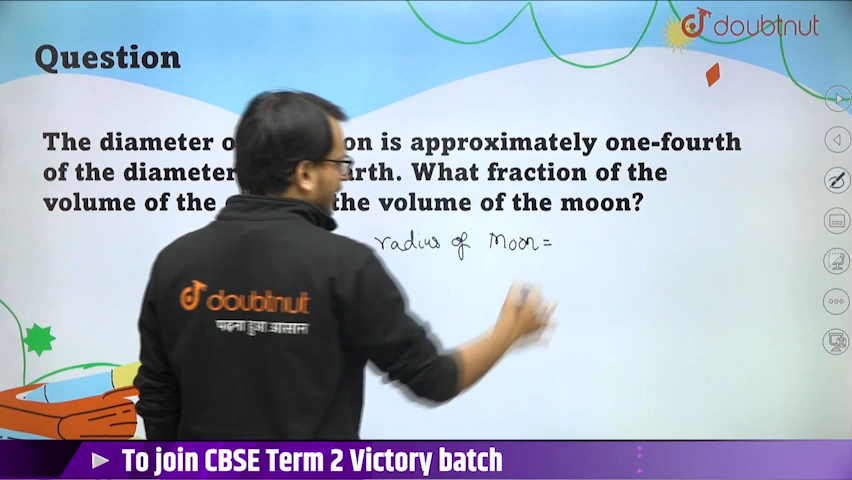 doubtnut
Question
The diameter o on is approximately one-fourth
of the diameter arth. What fraction of the
volume of the the volume of the moon?
radius of Moon =
doubtnut
पढ़ना हुआ आसान
To join CBSE Term 2 Victory batch